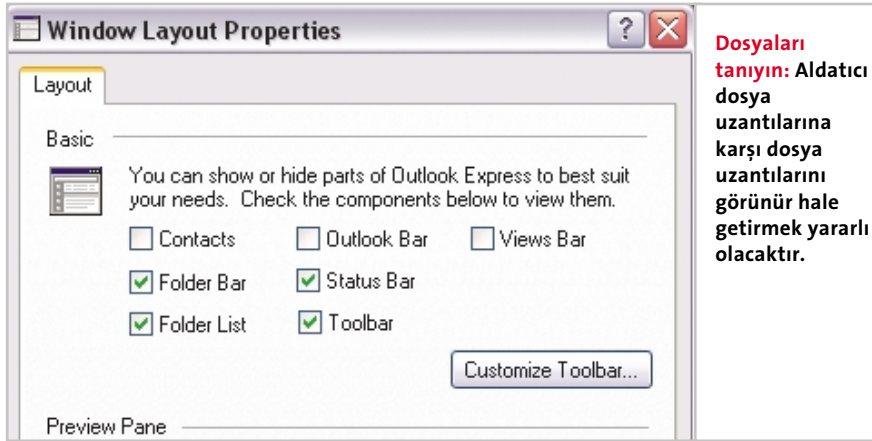 Window Layout Properties
Layout
Basic
You can show or hide parts of Outlook Express to best suit
your needs. Check the components below to view them.
Contacts Outlook Bar Views Bar
Folder Bar Status Bar
Folder List Toolbar
Customize Toolbar...
Preview Pane
Dosyaları
tanıyın: Aldatıcı
dosya
uzantılarına
karşı dosya
uzantılarını
görünür hale
getirmek yararlı
olacaktır.